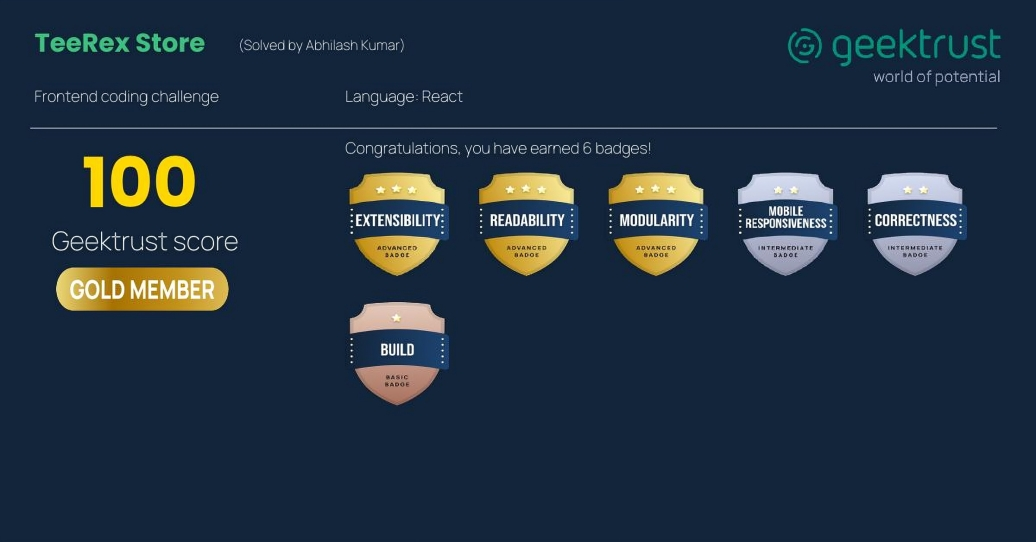 TeeRex Store (Solved by Abhilash Kumar)
geektrust
world of potential
Frontend coding challenge
Language: React
100
Geektrust score
GOLD MEMBER
Congratulations, you have earned 6 badges!
EXTENSIBILITY
ADVANCED
BADGE
READABILITY
ADVANCED
BADGE
MODULARITY
ADVANCED
BADGE
MOBILE
RESPONSIVENESS
INTERMEDIATE
BADGE
CORRECTNESS
INTERMEDIATE
BADGE
BUILD
BASIC
BADGE